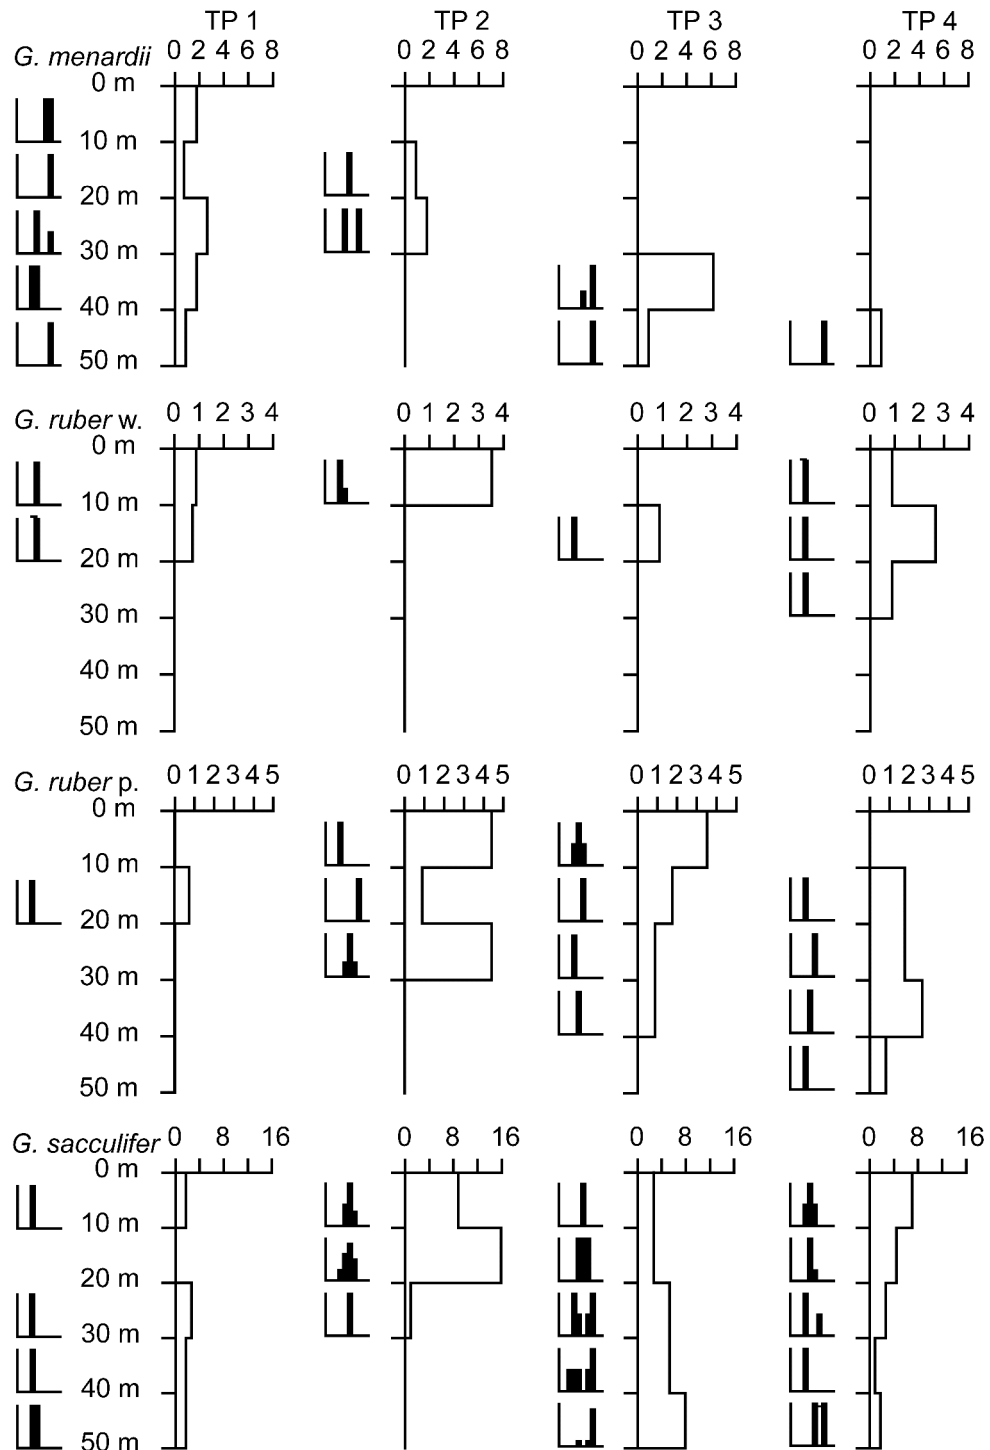 TP 1 TP 2 TP 3 TP 4
G. menardii 0 2 4 6 8 0 2 4 6 8 0 2 4 6 8 0 2 4 6 8
0 m
10 m
20 m
30 m
40 m
50 m
G. ruber w. 0 1 2 3 4 0 1 2 3 4 0 1 2 3 4 0 1 2 3 4
0 m
10 m
20 m
30 m
40 m
50 m
G. ruber p. 0 1 2 3 4 5 0 1 2 3 4 5 0 1 2 3 4 5 0 1 2 3 4 5
0 m
10 m
20 m
30 m
40 m
50 m
G. sacculifer 0 8 16 0 8 16 0 8 16 0 8 16
0 m
10 m
20 m
30 m
40 m
50 m